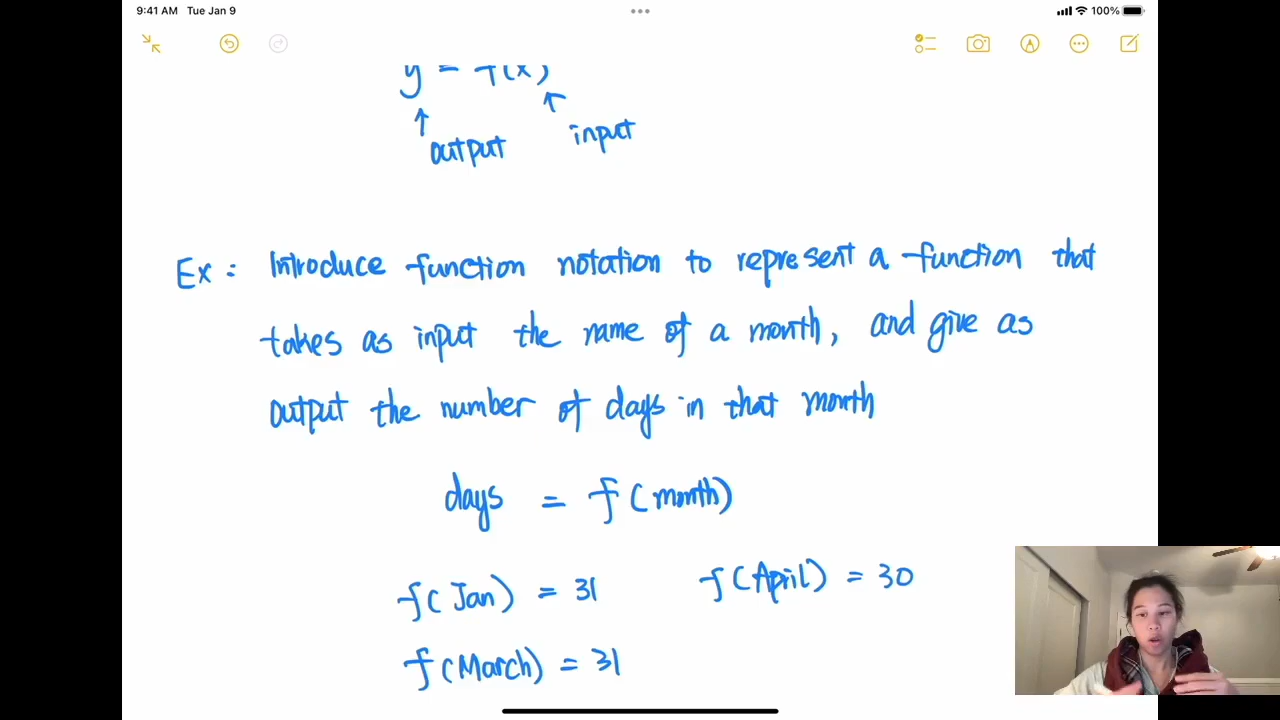 9:41 AM Tue Jan 9
100%
y = f(x)
output
input
Ex: Introduce function notation to represent a function that
takes as input the name of a month, and give as
output the number of days in that month
days = f(month)
f(Jan) = 31
f(April) = 30
f(March) = 31